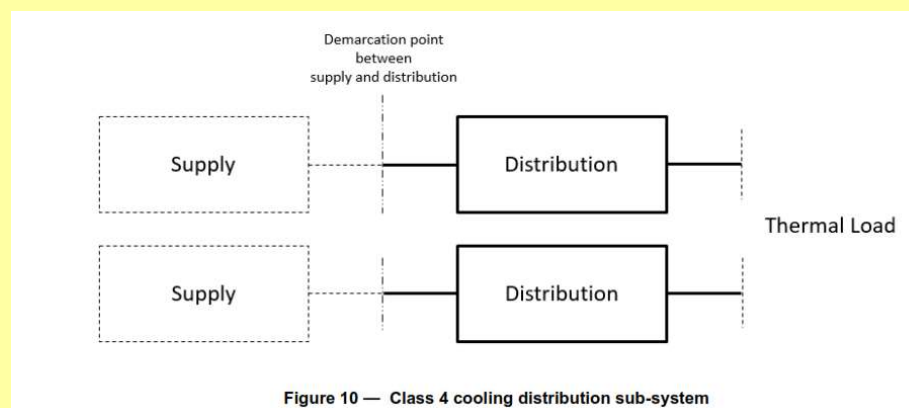 Demarcation point
between
supply and distribution
Supply
Distribution
Thermal Load
Supply
Distribution
Figure 10 — Class 4 cooling distribution sub-system